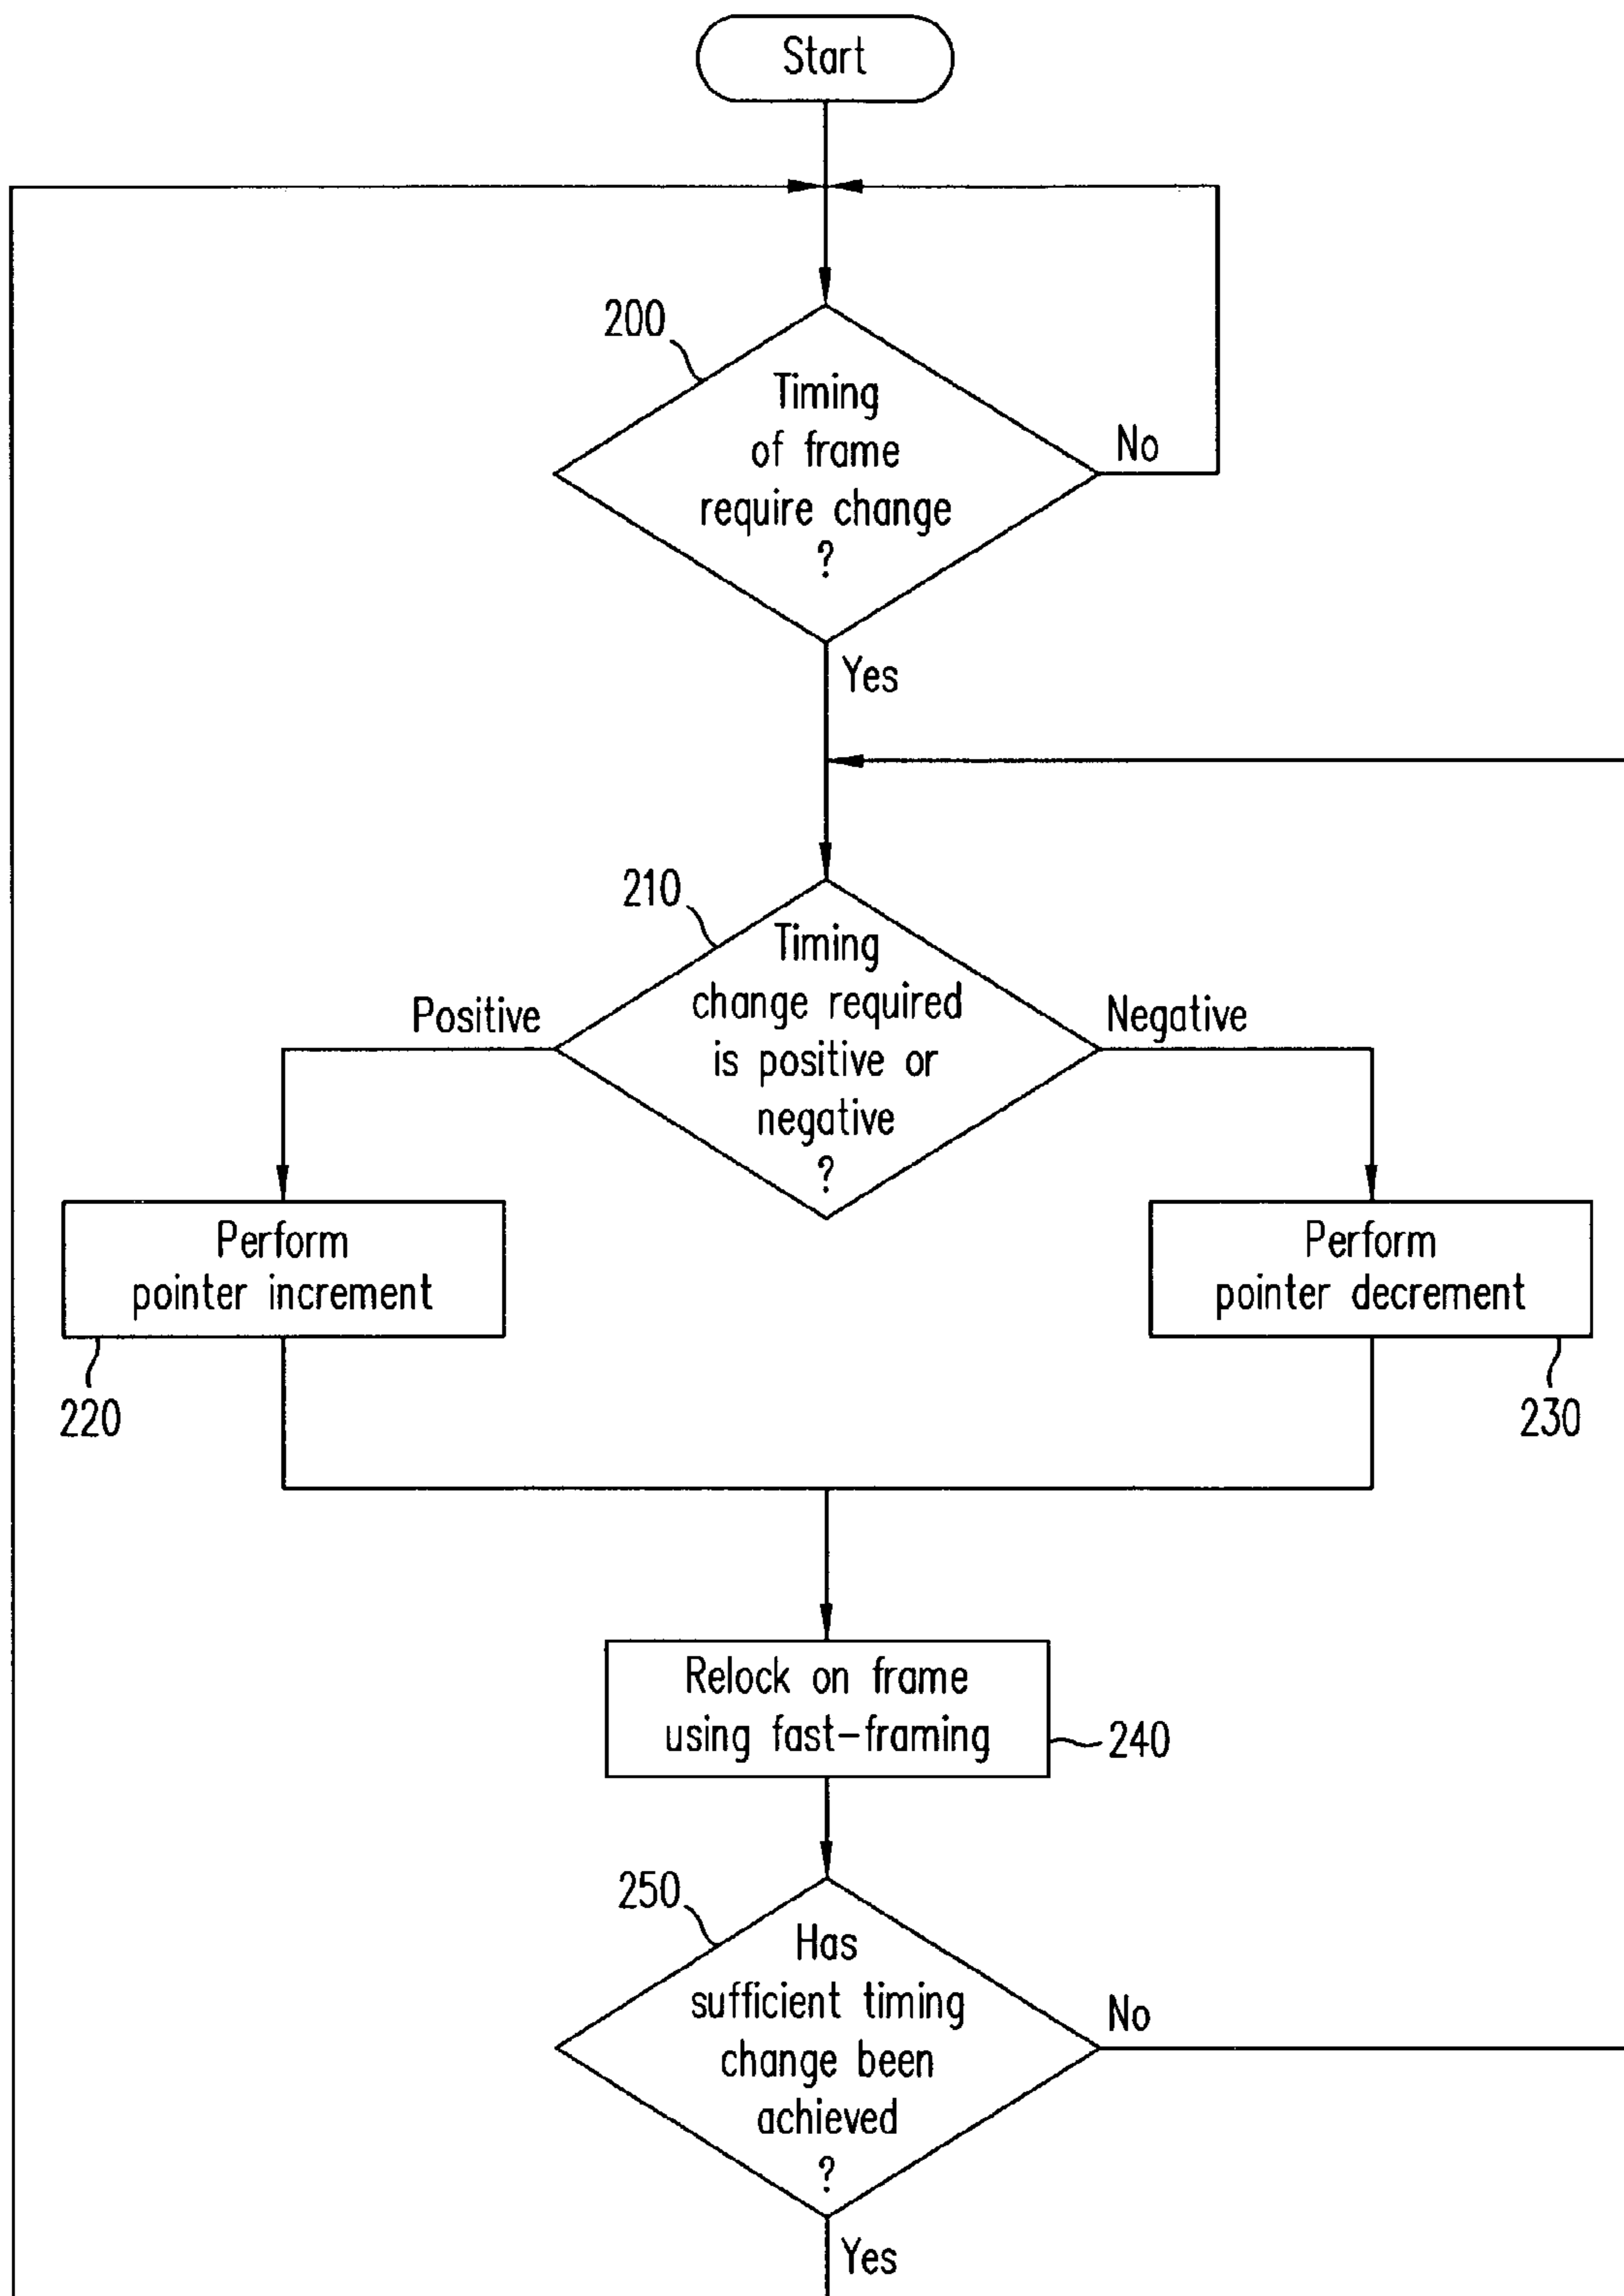 Start
200
Timing
of frame
require change
?
No
Yes
210
Timing
change required
is positive or
negative
?
Positive
Negative
Perform
pointer increment
220
Perform
pointer decrement
230
Relock on frame
using fast-framing
240
250
Has
sufficient timing
change been
achieved
?
No
Yes